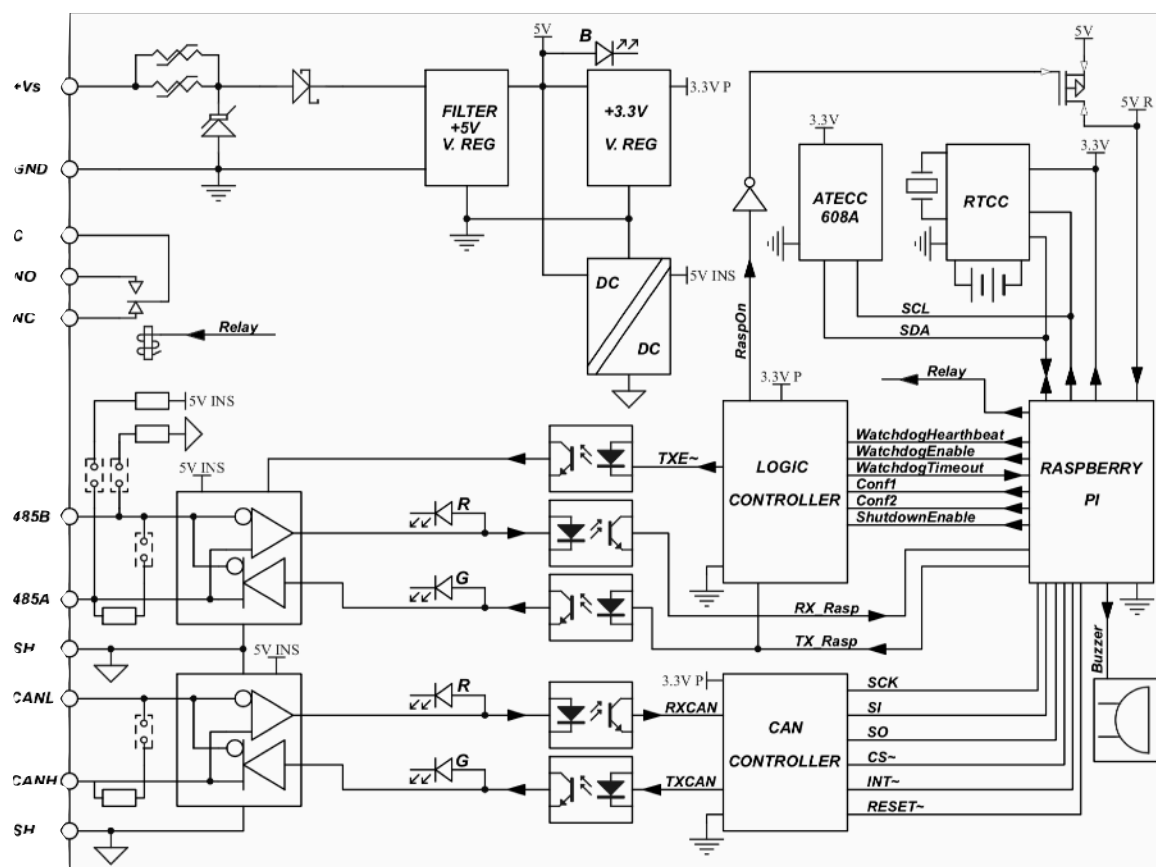 5V
B
5V
+Vs
FILTER
+5V
V. REG
+3.3V
V. REG
3.3V P
5V R
3.3V
3.3V
GND
ATECC
608A
RTCC
C
NO
NC
DC
DC
5V INS
Relay
RaspOn
SCL
SDA
Relay
3.3V P
5V INS
5V INS
TXE~
LOGIC
CONTROLLER
WatchdogHearthbeat
WatchdogEnable
WatchdogTimeout
Conf1
Conf2
ShutdownEnable
RASPBERRY
PI
485B
R
G
485A
RX_Rasp
TX_Rasp
SH
5V INS
Buzzer
CANL
R
RXCAN
3.3V P
CAN
CONTROLLER
SCK
SI
SO
CS~
INT~
RESET~
G
TXCAN
CANH
SH